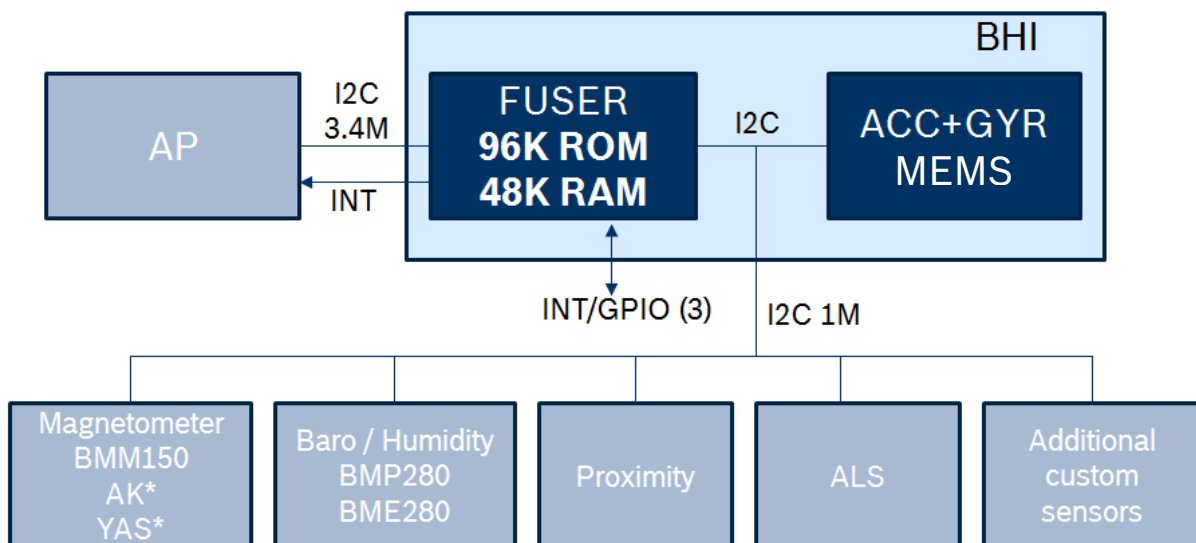 BHI
AP
I2C
3.4M
INT
FUSER
96K ROM
48K RAM
I2C
ACC+GYR
MEMS
INT/GPIO (3)
I2C 1M
Magnetometer
BMM150
AK*
YAS*
Baro / Humidity
BMP280
BME280
Proximity
ALS
Additional
custom
sensors